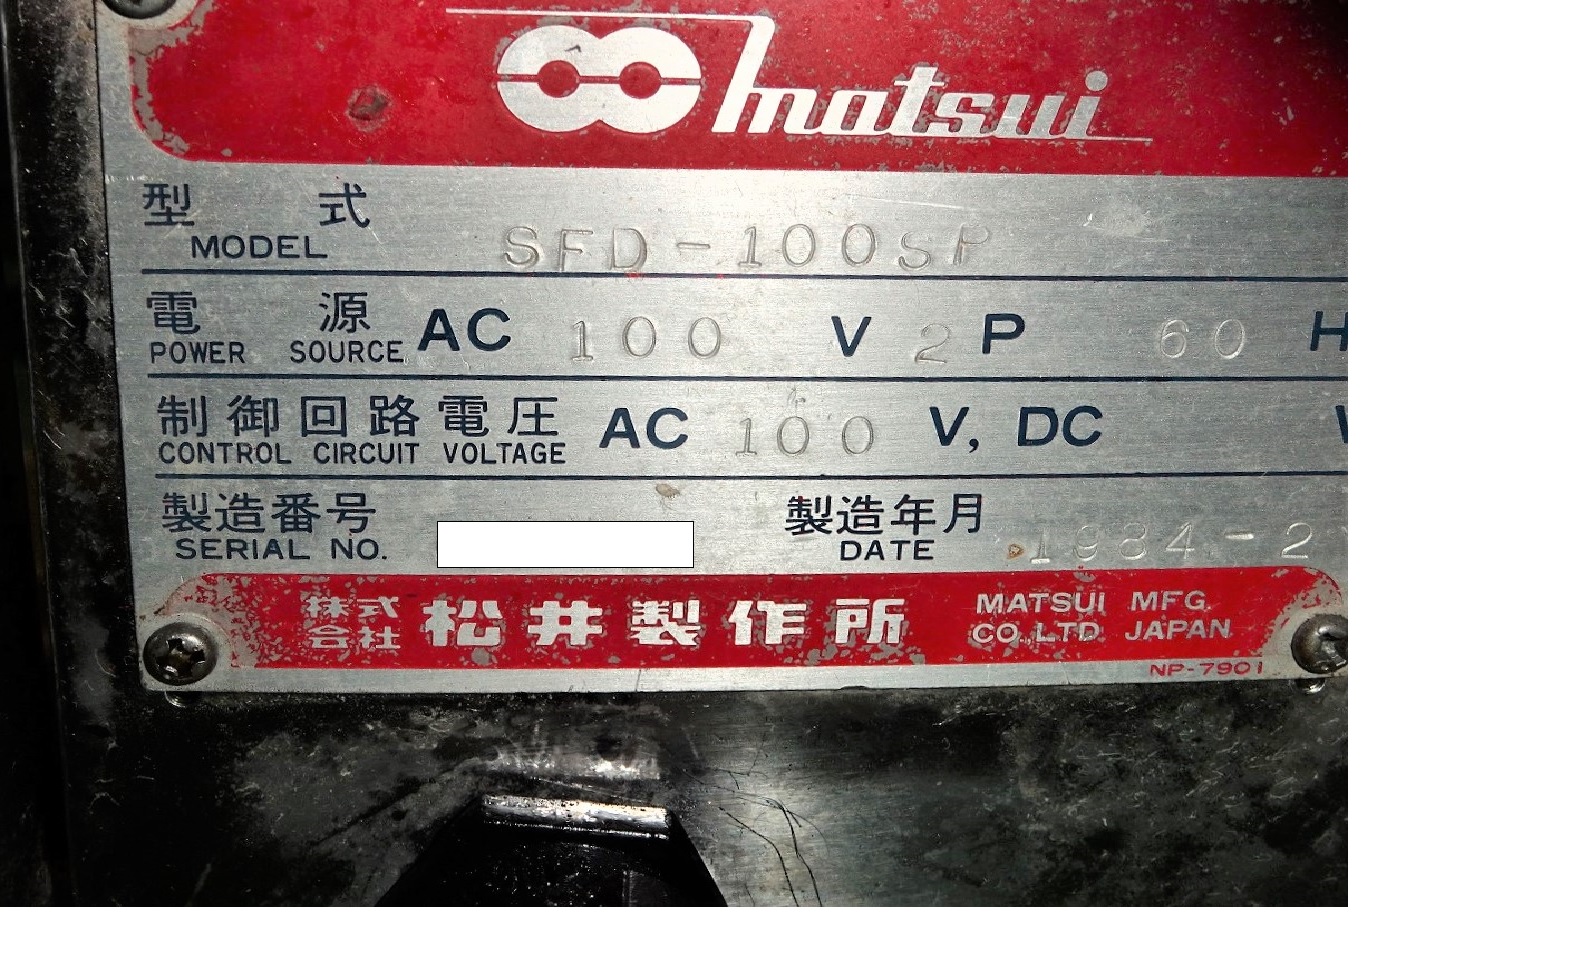 matsui
型 式
MODEL SFD-100SP
電 源
POWER SOURCE AC 100 V 2 P 60 H
制御回路電圧
CONTROL CIRCUIT VOLTAGE AC 100 V, DC V
製造番号 製造年月
SERIAL NO. DATE 1984-2
株式会社 松井製作所
MATSUI MFG.
CO.,LTD. JAPAN
NP-7901